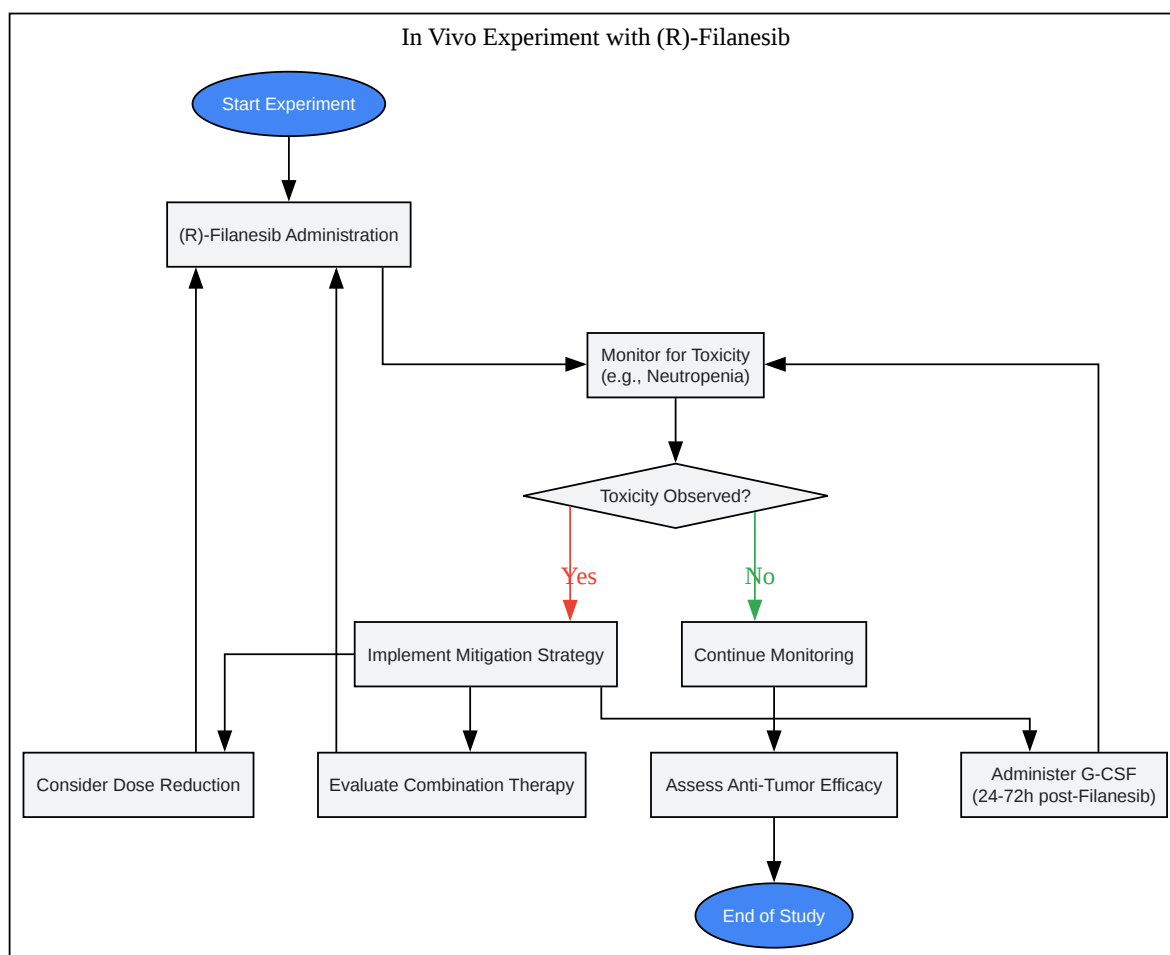 In Vivo Experiment with (R)-Filanesib
Start Experiment
(R)-Filanesib Administration
Monitor for Toxicity
(e.g., Neutropenia)
Toxicity Observed?
Yes
No
Implement Mitigation Strategy
Continue Monitoring
Consider Dose Reduction
Evaluate Combination Therapy
Assess Anti-Tumor Efficacy
Administer G-CSF
(24-72h post-Filanesib)
End of Study